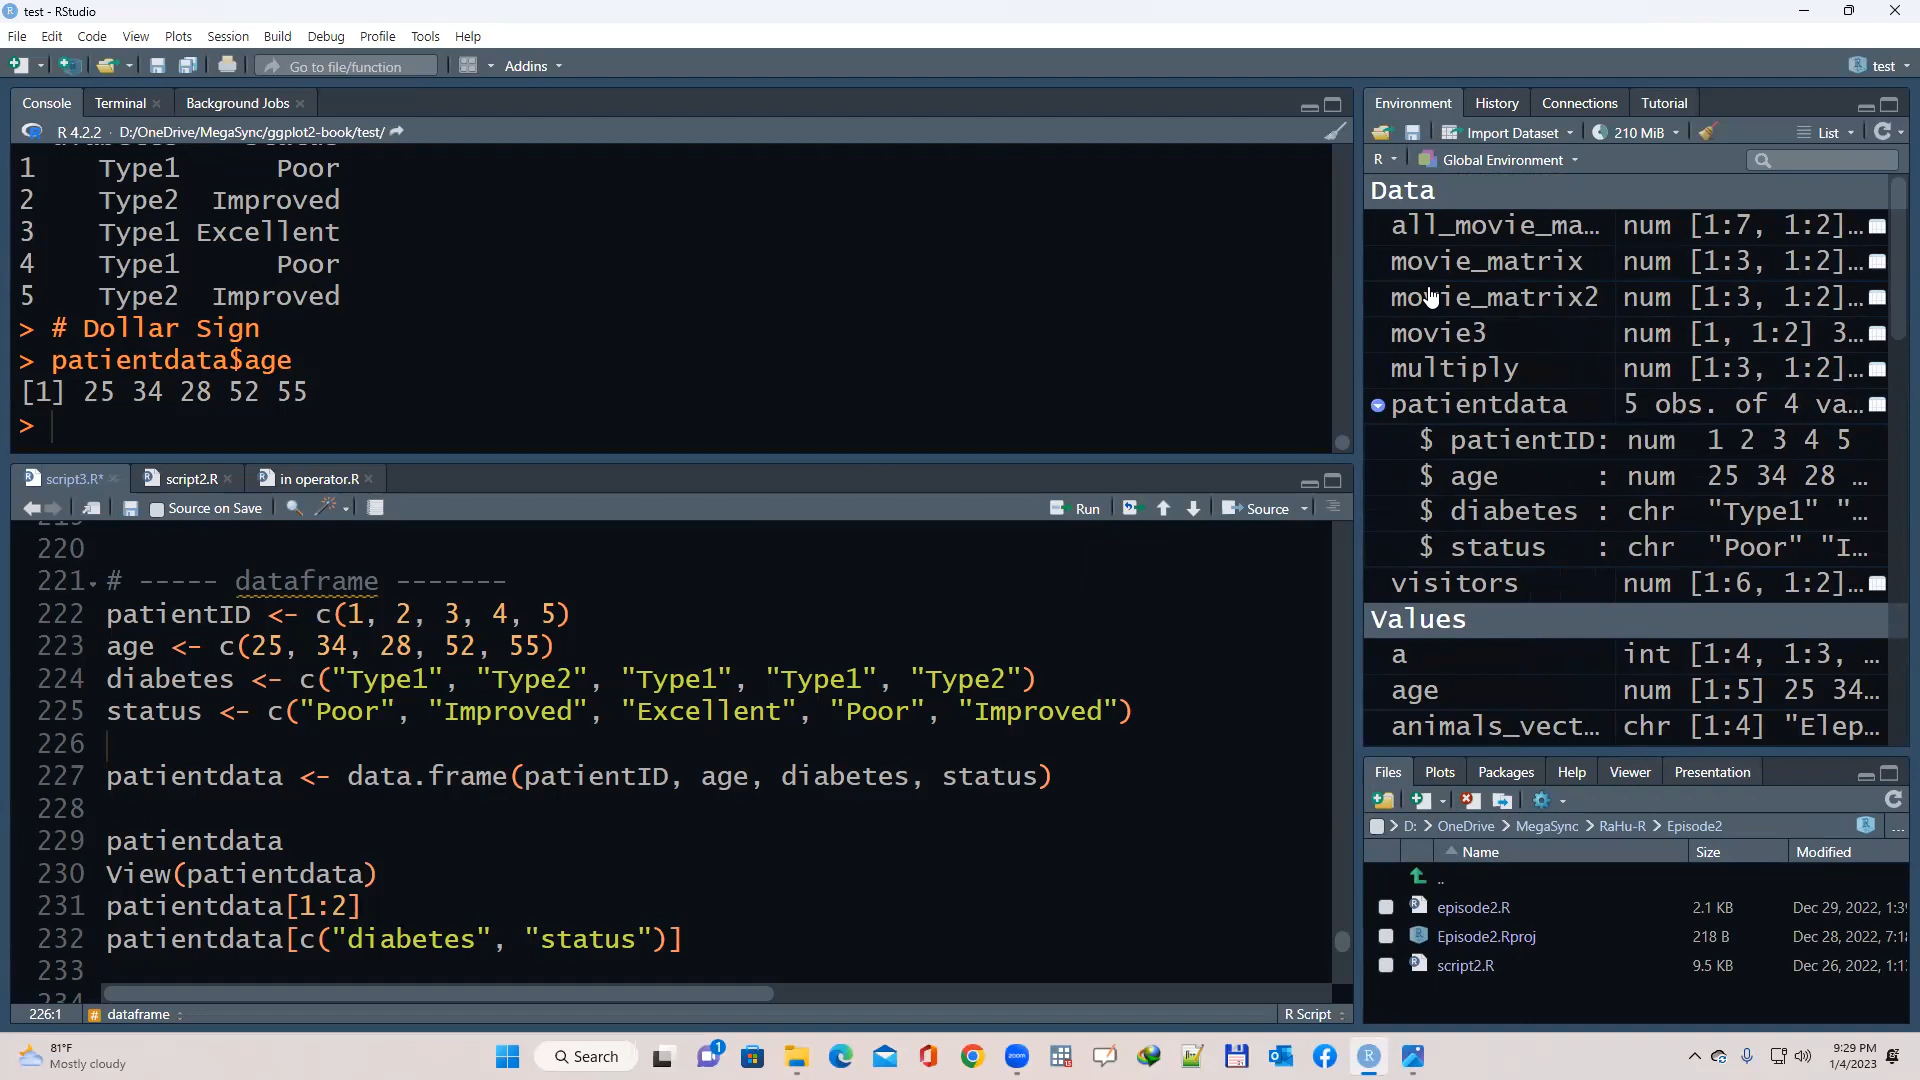 test - RStudio
File Edit Code View Plots Session Build Debug Profile Tools Help
Go to file/function Addins test
Console Terminal Background Jobs
R 4.2.2 · D:/OneDrive/MegaSync/ggplot2-book/test/
1 Type1 Poor
2 Type2 Improved
3 Type1 Excellent
4 Type1 Poor
5 Type2 Improved
> # Dollar Sign
> patientdata$age
[1] 25 34 28 52 55
>
script3.R* script2.R in operator.R
Source on Save Run Source
220
221 # ----- dataframe -------
222 patientID <- c(1, 2, 3, 4, 5)
223 age <- c(25, 34, 28, 52, 55)
224 diabetes <- c("Type1", "Type2", "Type1", "Type1", "Type2")
225 status <- c("Poor", "Improved", "Excellent", "Poor", "Improved")
226
227 patientdata <- data.frame(patientID, age, diabetes, status)
228
229 patientdata
230 View(patientdata)
231 patientdata[1:2]
232 patientdata[c("diabetes", "status")]
233
234
226:1 # dataframe R Script
Environment History Connections Tutorial
Import Dataset 210 MiB List
R Global Environment
Data
all_movie_ma… num [1:7, 1:2]…
movie_matrix num [1:3, 1:2]…
movie_matrix2 num [1:3, 1:2]…
movie3 num [1, 1:2] 3…
multiply num [1:3, 1:2]…
patientdata 5 obs. of 4 va…
$ patientID: num 1 2 3 4 5
$ age : num 25 34 28 …
$ diabetes : chr "Type1" "…
$ status : chr "Poor" "I…
visitors num [1:6, 1:2]…
Values
a int [1:4, 1:3, …
age num [1:5] 25 34…
animals_vect… chr [1:4] "Elep…
Files Plots Packages Help Viewer Presentation
D: > OneDrive > MegaSync > RaHu-R > Episode2 …
Name Size Modified
..
episode2.R 2.1 KB Dec 29, 2022, 1:3
Episode2.Rproj 218 B Dec 28, 2022, 7:1
script2.R 9.5 KB Dec 26, 2022, 1:1
81°F
Mostly cloudy
Search
1
zoom
9:29 PM
1/4/2023